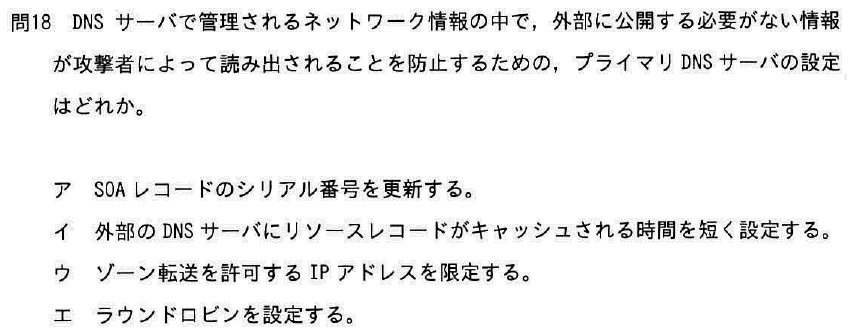 問18 DNS サーバで管理されるネットワーク情報の中で，外部に公開する必要がない情報
が攻撃者によって読み出されることを防止するための，プライマリ DNS サーバの設定
はどれか。
ア SOA レコードのシリアル番号を更新する。
イ 外部の DNS サーバにリソースレコードがキャッシュされる時間を短く設定する。
ウ ゾーン転送を許可する IP アドレスを限定する。
エ ラウンドロビンを設定する。